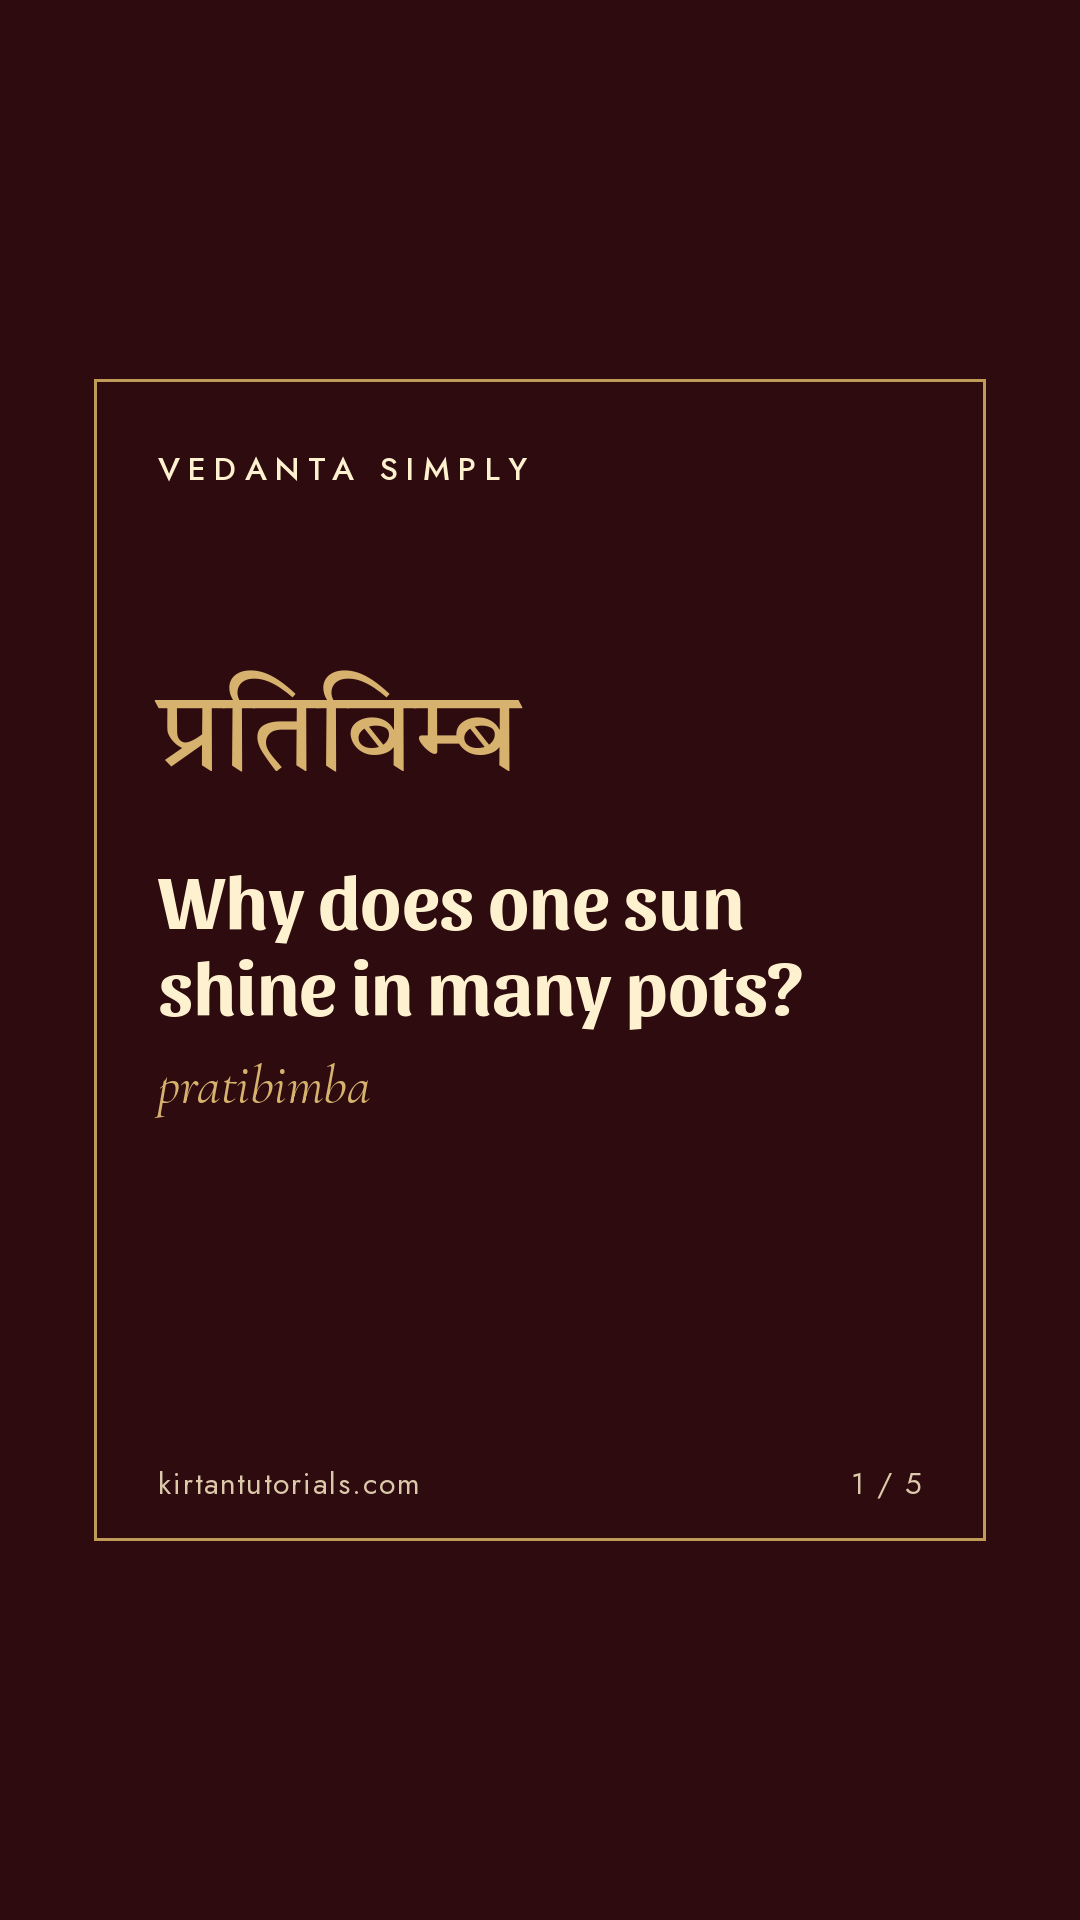 VEDANTA SIMPLY
प्रतिबिम्ब
Why does one sun
shine in many pots?
pratibimba
kirtantutorials.com
1 / 5